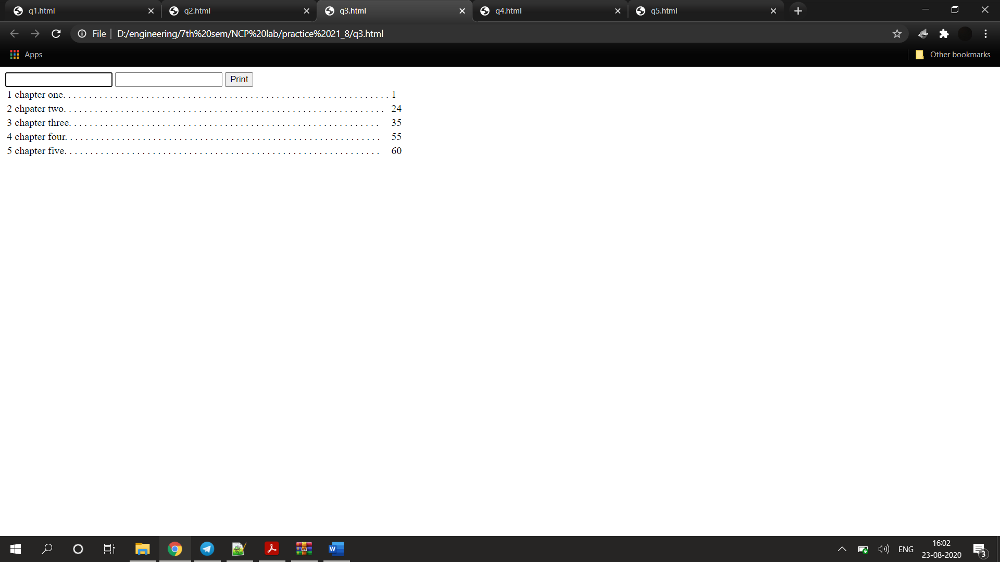 q1.html q2.html q3.html q4.html q5.html
File D:/engineering/7th%20sem/NCP%20lab/practice%2021_8/q3.html
Apps Other bookmarks
Print
1 chapter one. . . . . . . . . . . . . . . . . . . . . . . . . . . . . . . . . . . . . . . . . . . . . . . . . . . . . . . . . . . . . . . 1
2 chpater two. . . . . . . . . . . . . . . . . . . . . . . . . . . . . . . . . . . . . . . . . . . . . . . . . . . . . . . . . . . . . . 24
3 chapter three. . . . . . . . . . . . . . . . . . . . . . . . . . . . . . . . . . . . . . . . . . . . . . . . . . . . . . . . . . . . 35
4 chapter four. . . . . . . . . . . . . . . . . . . . . . . . . . . . . . . . . . . . . . . . . . . . . . . . . . . . . . . . . . . . . 55
5 chapter five. . . . . . . . . . . . . . . . . . . . . . . . . . . . . . . . . . . . . . . . . . . . . . . . . . . . . . . . . . . . . 60
ENG 16:02
23-08-2020 3